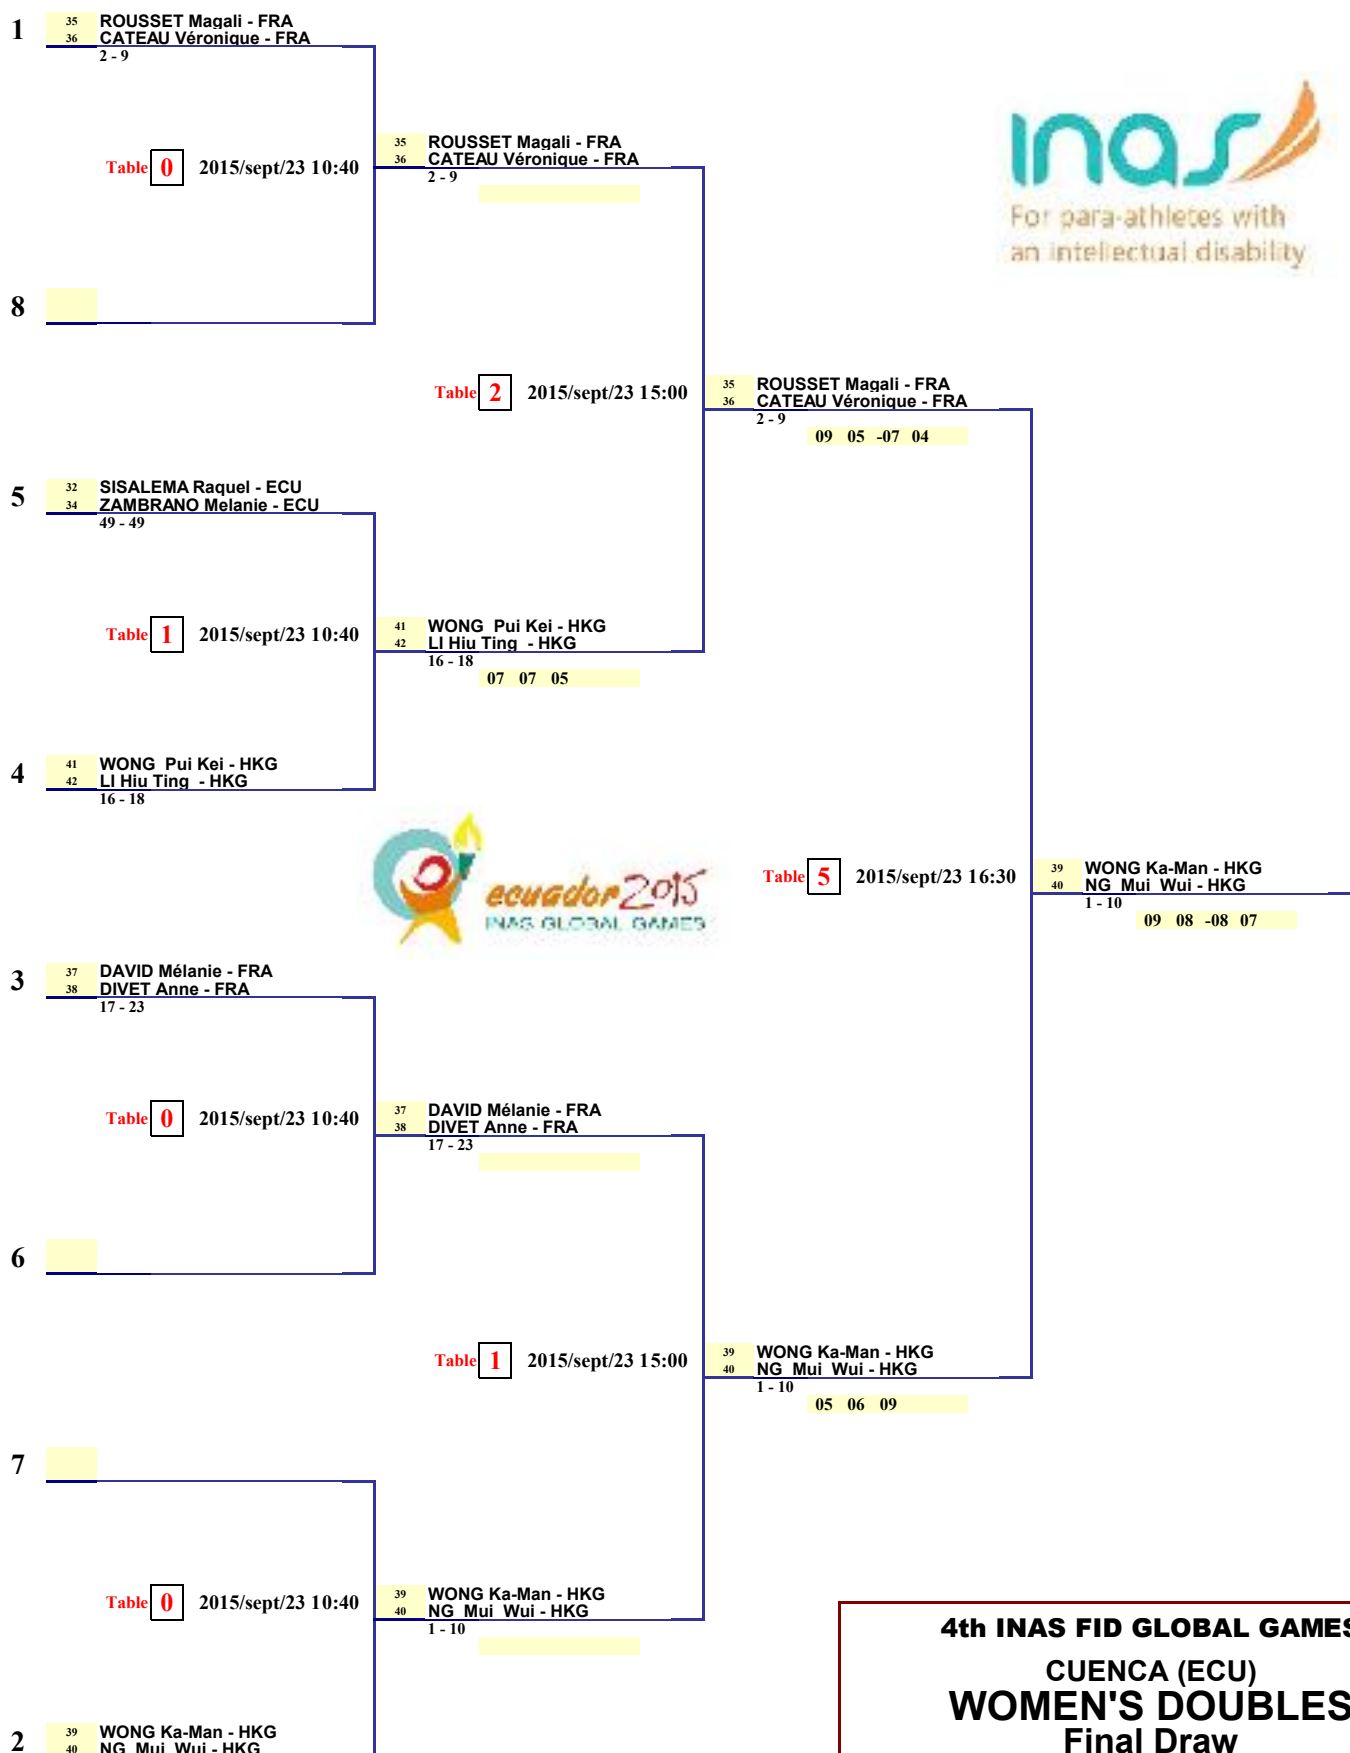 1
35 ROUSSET Magali - FRA
36 CATEAU Véronique - FRA
2 - 9
inas
For para-athletes with
an intellectual disability
Table 0 2015/sept/23 10:40
35 ROUSSET Magali - FRA
36 CATEAU Véronique - FRA
2 - 9
8
Table 2 2015/sept/23 15:00
35 ROUSSET Magali - FRA
36 CATEAU Véronique - FRA
2 - 9
09 05 -07 04
5
32 SISALEMA Raquel - ECU
34 ZAMBRANO Melanie - ECU
49 - 49
Table 1 2015/sept/23 10:40
41 WONG Pui Kei - HKG
42 LI Hiu Ting - HKG
16 - 18
07 07 05
4
41 WONG Pui Kei - HKG
42 LI Hiu Ting - HKG
16 - 18
ecuador 2015
INAS GLOBAL GAMES
Table 5 2015/sept/23 16:30
39 WONG Ka-Man - HKG
40 NG Mui Wui - HKG
1 - 10
09 08 -08 07
3
37 DAVID Mélanie - FRA
38 DIVET Anne - FRA
17 - 23
Table 0 2015/sept/23 10:40
37 DAVID Mélanie - FRA
38 DIVET Anne - FRA
17 - 23
6
Table 1 2015/sept/23 15:00
39 WONG Ka-Man - HKG
40 NG Mui Wui - HKG
1 - 10
05 06 09
7
Table 0 2015/sept/23 10:40
39 WONG Ka-Man - HKG
40 NG Mui Wui - HKG
1 - 10
2
39 WONG Ka-Man - HKG
40 NG Mui Wui - HKG
4th INAS FID GLOBAL GAMES
CUENCA (ECU)
WOMEN'S DOUBLES
Final Draw